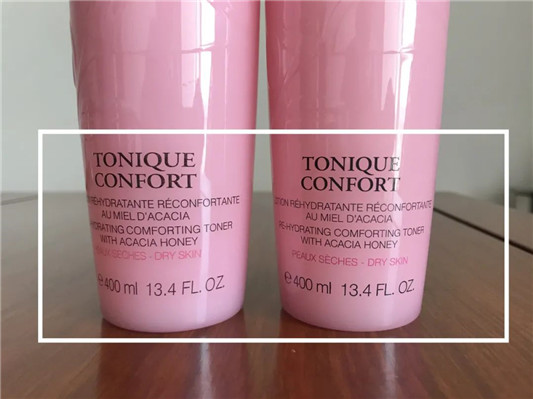 TONIQUE
CONFORT
RÉHYDRATANTE RÉCONFORTANTE
AU MIEL D'ACACIA
COMFORTING TONER
WITH ACACIA HONEY
PEAUX SÈCHES - DRY SKIN
e 400 ml 13.4 FL. OZ.
TONIQUE
CONFORT
RÉHYDRATANTE RÉCONFORTANTE
AU MIEL D'ACACIA
RE-HYDRATING COMFORTING TONER
WITH ACACIA HONEY
PEAUX SÈCHES - DRY SKIN
e 400 ml 13.4 FL. OZ.